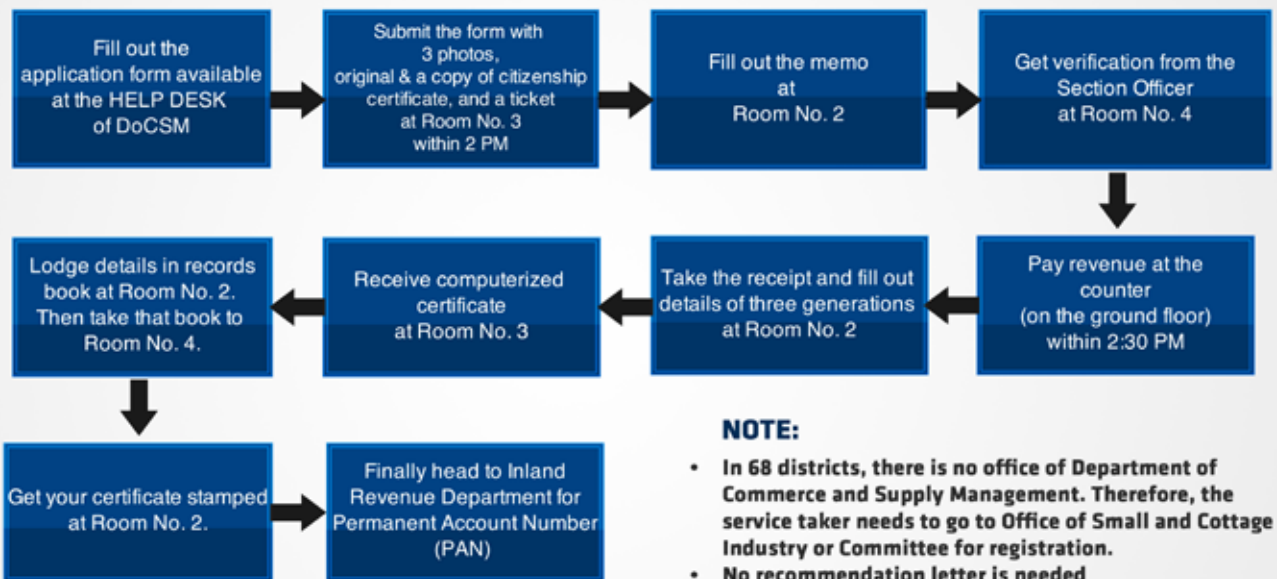 Fill out the
application form available
at the HELP DESK
of DoCSM
Submit the form with
3 photos,
original & a copy of citizenship
certificate, and a ticket
at Room No. 3
within 2 PM
Fill out the memo
at
Room No. 2
Get verification from the
Section Officer
at Room No. 4
Pay revenue at the
counter
(on the ground floor)
within 2:30 PM
Take the receipt and fill out
details of three generations
at Room No. 2
Receive computerized
certificate
at Room No. 3
Lodge details in records
book at Room No. 2.
Then take that book to
Room No. 4.
Get your certificate stamped
at Room No. 2.
Finally head to Inland
Revenue Department for
Permanent Account Number
(PAN)
NOTE:
• In 68 districts, there is no office of Department of
Commerce and Supply Management. Therefore, the
service taker needs to go to Office of Small and Cottage
Industry or Committee for registration.
• No recommendation letter is needed